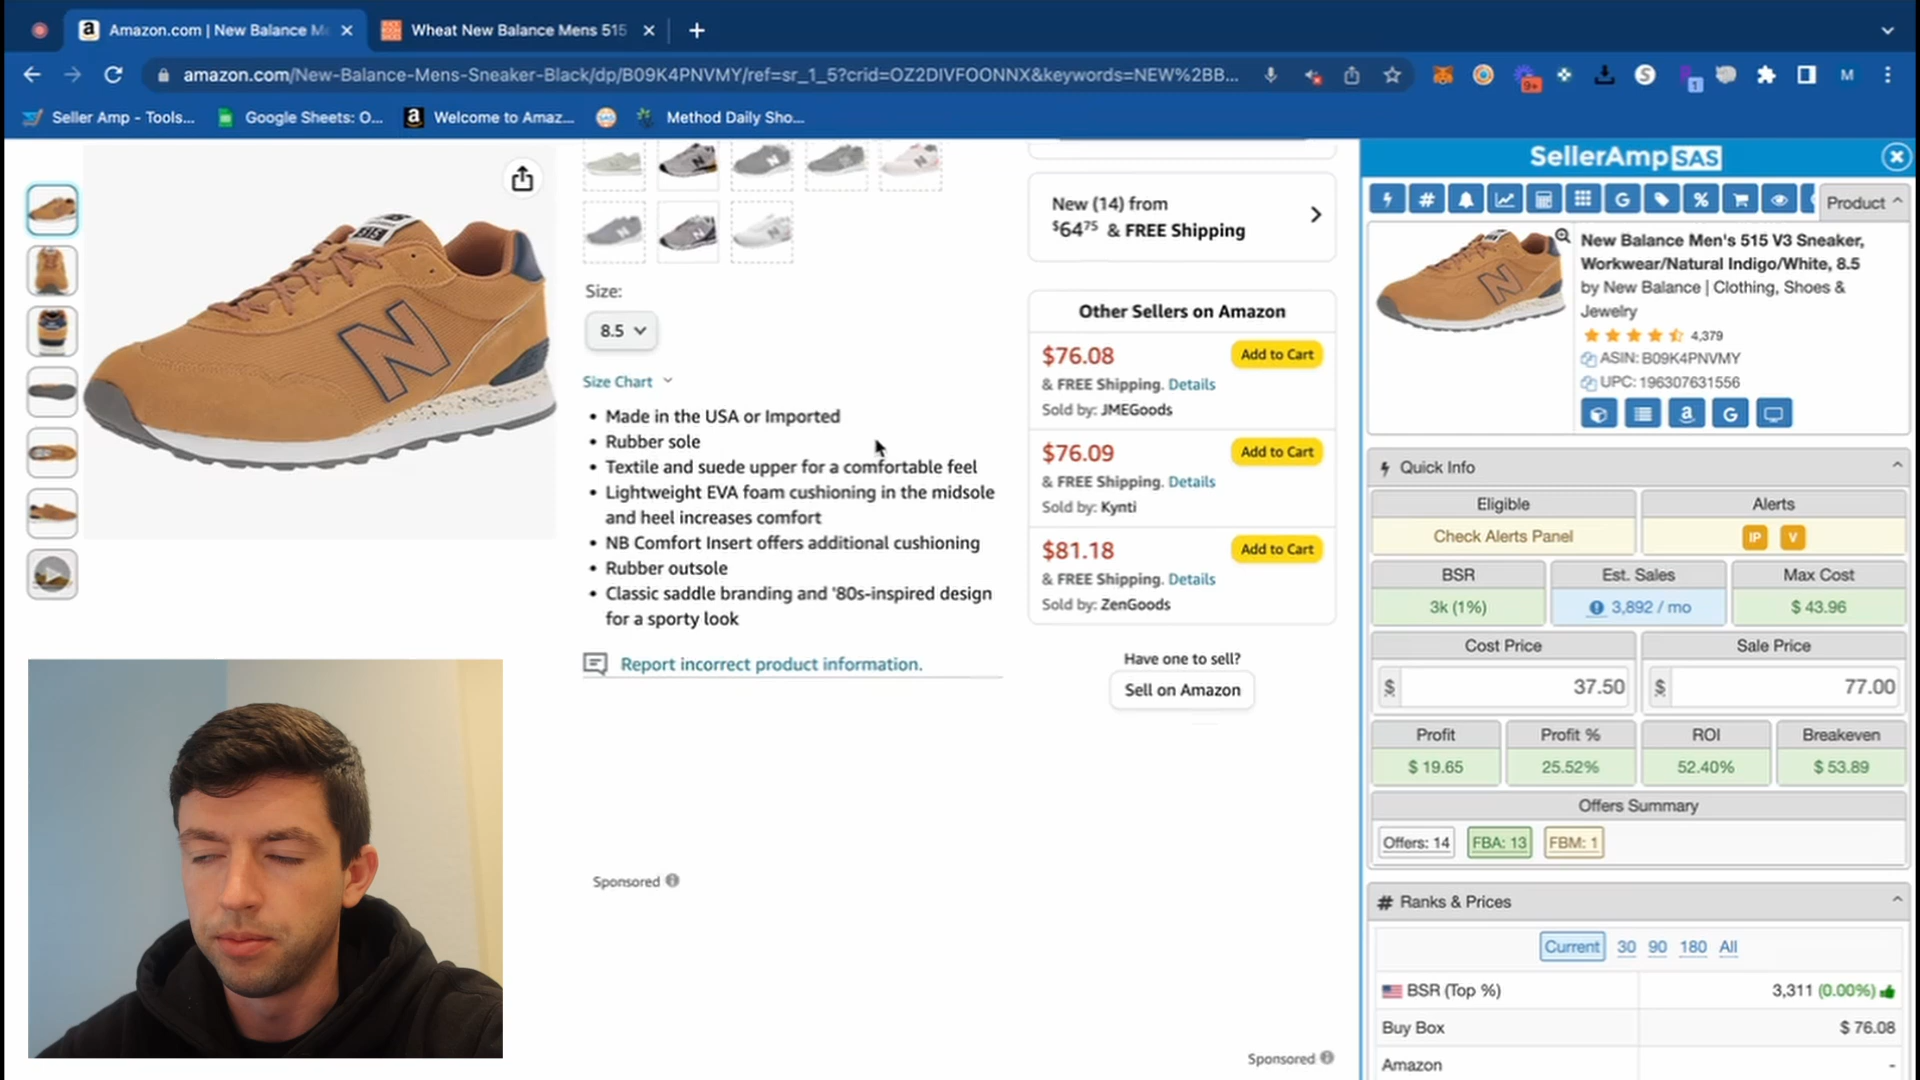 Amazon.com | New Balance M
Wheat New Balance Mens 515
amazon.com/New-Balance-Mens-Sneaker-Black/dp/B09K4PNVMY/ref=sr_1_5?crid=OZ2DIVFOONNX&keywords=NEW%2BB...
9+
1
M
Seller Amp - Tools...
Google Sheets: O...
Welcome to Amaz...
Method Daily Sho...
Size:
8.5
Size Chart
• Made in the USA or Imported
• Rubber sole
• Textile and suede upper for a comfortable feel
• Lightweight EVA foam cushioning in the midsole
and heel increases comfort
• NB Comfort Insert offers additional cushioning
• Rubber outsole
• Classic saddle branding and '80s-inspired design
for a sporty look
Report incorrect product information.
Sponsored
New (14) from
$64.75 & FREE Shipping
Other Sellers on Amazon
$76.08 Add to Cart
& FREE Shipping. Details
Sold by: JMEGoods
$76.09 Add to Cart
& FREE Shipping. Details
Sold by: Kynti
$81.18 Add to Cart
& FREE Shipping. Details
Sold by: ZenGoods
Have one to sell?
Sell on Amazon
Sponsored
SellerAmp SAS
Product
New Balance Men's 515 V3 Sneaker,
Workwear/Natural Indigo/White, 8.5
by New Balance | Clothing, Shoes &
Jewelry
4,379
ASIN: B09K4PNVMY
UPC: 196307631556
Quick Info
Eligible Alerts
Check Alerts Panel IP V
BSR Est. Sales Max Cost
3k (1%) 3,892 / mo $ 43.96
Cost Price Sale Price
$ 37.50 $ 77.00
Profit Profit % ROI Breakeven
$ 19.65 25.52% 52.40% $ 53.89
Offers Summary
Offers: 14 FBA: 13 FBM: 1
# Ranks & Prices
Current 30 90 180 All
BSR (Top %) 3,311 (0.00%)
Buy Box $ 76.08
Amazon -